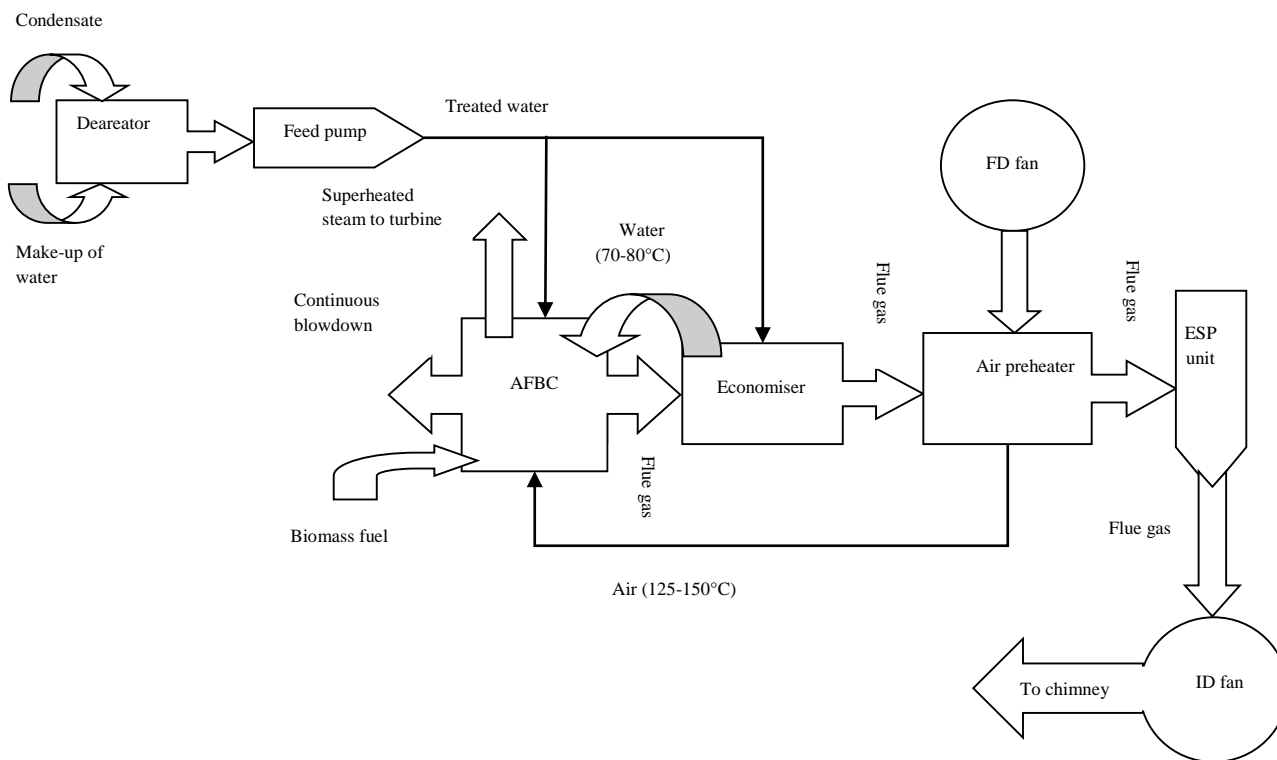 Condensate
Deareator
Feed pump
Treated water
Make-up of
water
Superheated
steam to turbine
Water
(70-80°C)
FD fan
Flue gas
Flue gas
Continuous
blowdown
AFBC
Economiser
Air preheater
ESP
unit
Flue gas
Biomass fuel
Flue gas
Air (125-150°C)
To chimney
ID fan